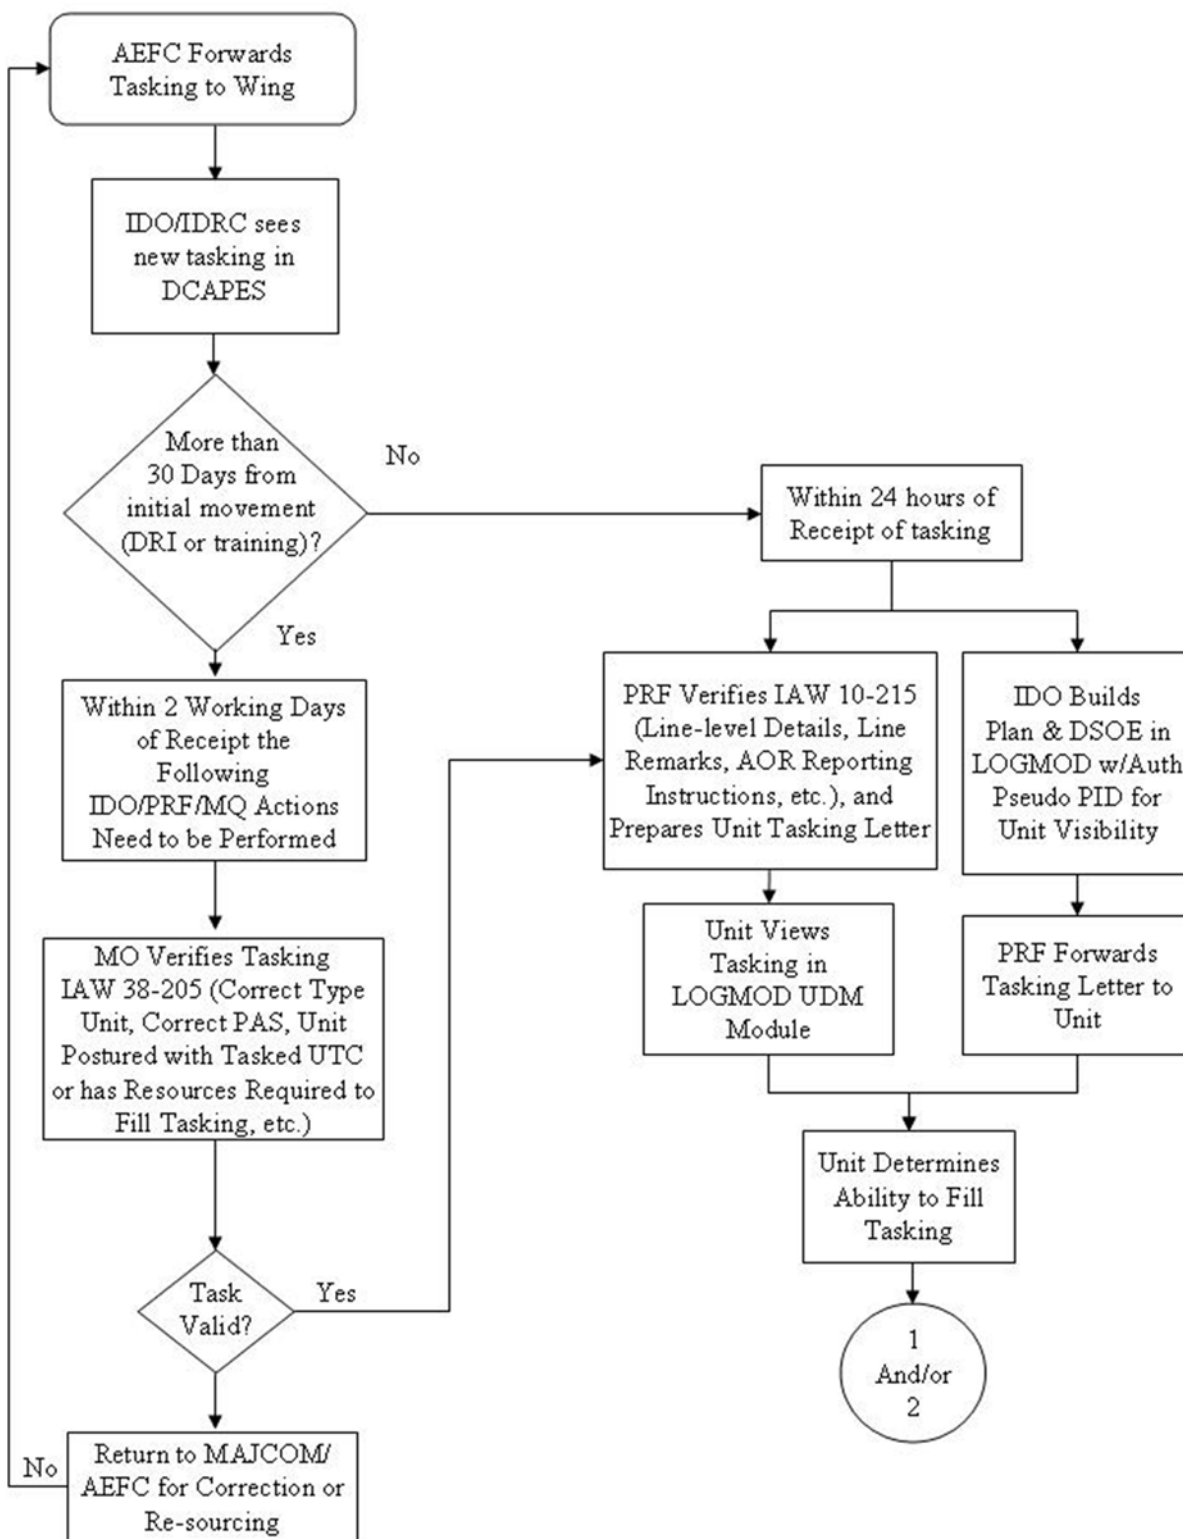 AEFC Forwards
Tasking to Wing
IDO/IDRC sees
new tasking in
DCAPES
More than
30 Days from
initial movement
(DRI or training)?
No
Yes
Within 24 hours of
Receipt of tasking
Within 2 Working Days
of Receipt the
Following
IDO/PRF/MQ Actions
Need to be Performed
PRF Verifies IAW 10-215
(Line-level Details, Line
Remarks, AOR Reporting
Instructions, etc.), and
Prepares Unit Tasking Letter
IDO Builds
Plan & DSOE in
LOGMOD w/Auth
Pseudo PID for
Unit Visibility
MO Verifies Tasking
IAW 38-205 (Correct Type
Unit, Correct PAS, Unit
Postured with Tasked UTC
or has Resources Required to
Fill Tasking, etc.)
Unit Views
Tasking in
LOGMOD UDM
Module
PRF Forwards
Tasking Letter to
Unit
Unit Determines
Ability to Fill
Tasking
Task
Valid?
Yes
1
And/or
2
No
Return to MAJCOM/
AEFC for Correction or
Re-sourcing